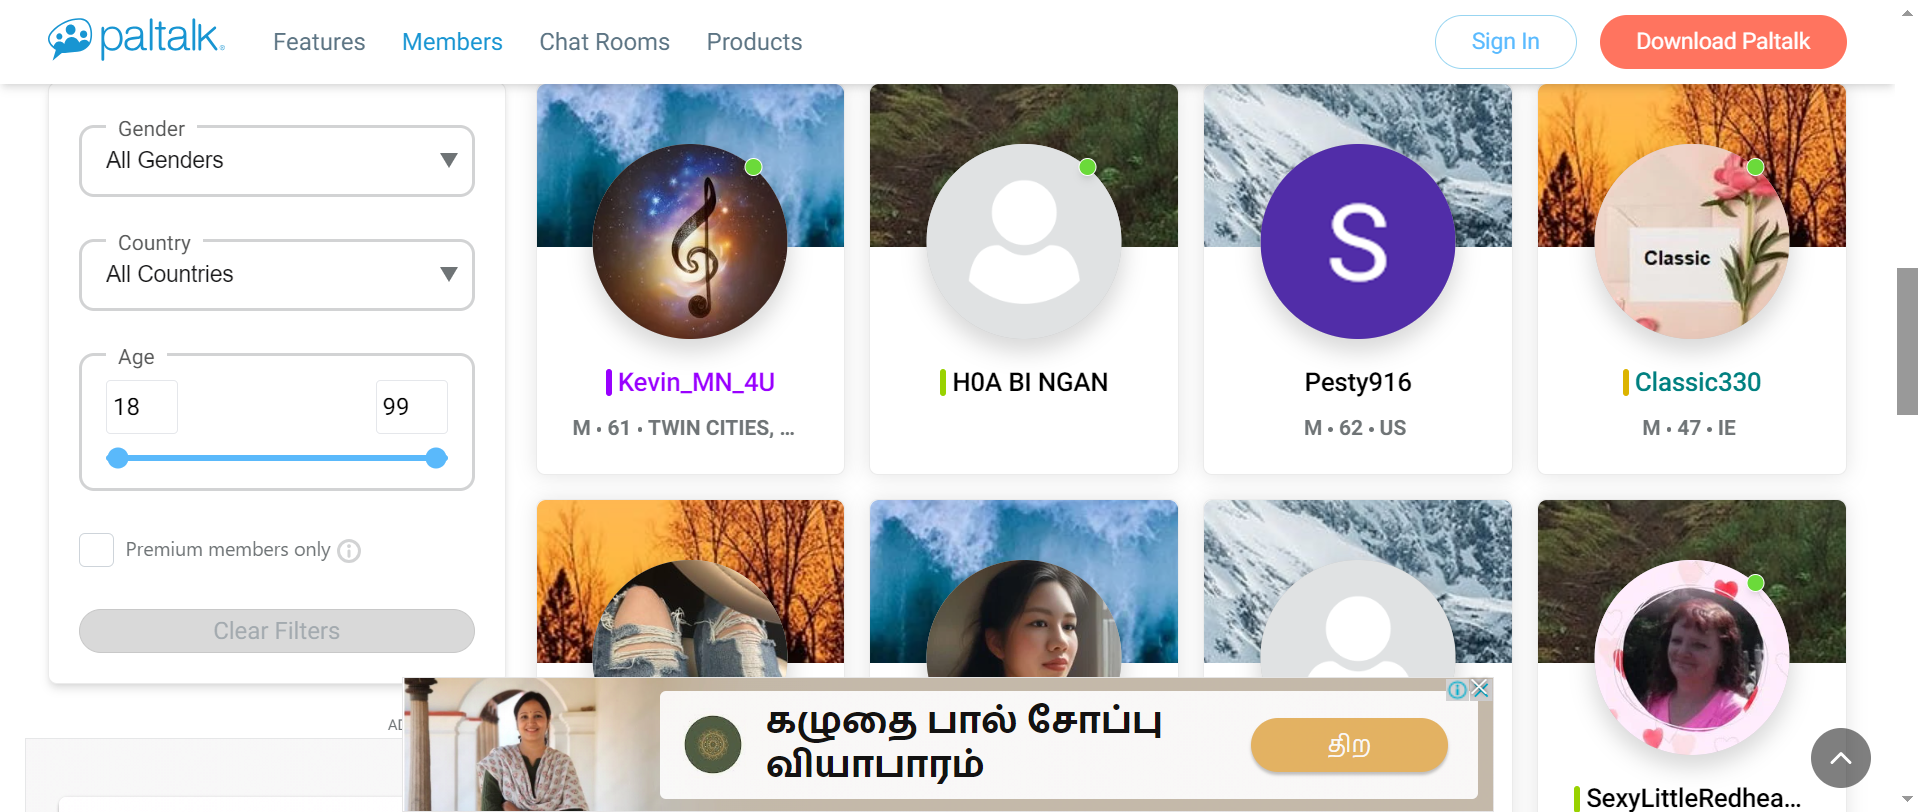 paltalk
Features
Members
Chat Rooms
Products
Sign In
Download Paltalk
Gender
All Genders
Country
All Countries
Age
18
99
Premium members only
Clear Filters
Kevin_MN_4U
M • 61 • TWIN CITIES, ...
H0A BI NGAN
S
Pesty916
M • 62 • US
Classic
Classic330
M • 47 • IE
SexyLittleRedhea...
கழுதை பால் சோப்பு
வியாபாரம்
திற